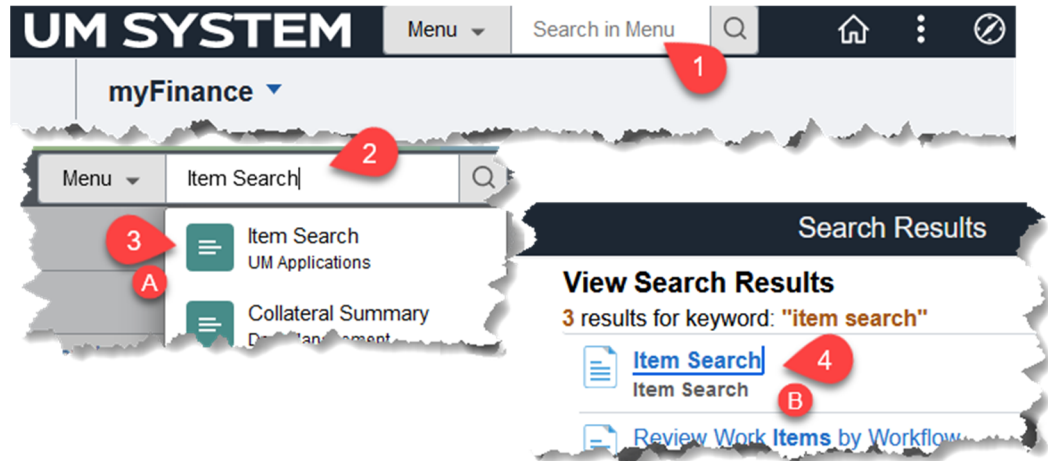 UM SYSTEM
Menu
Search in Menu
1
myFinance
2
Menu
Item Search
3
Item Search
UM Applications
A
Collateral Summary
Search Results
View Search Results
3 results for keyword: "item search"
Item Search
4
Item Search
B
Review Work Items by Workflow